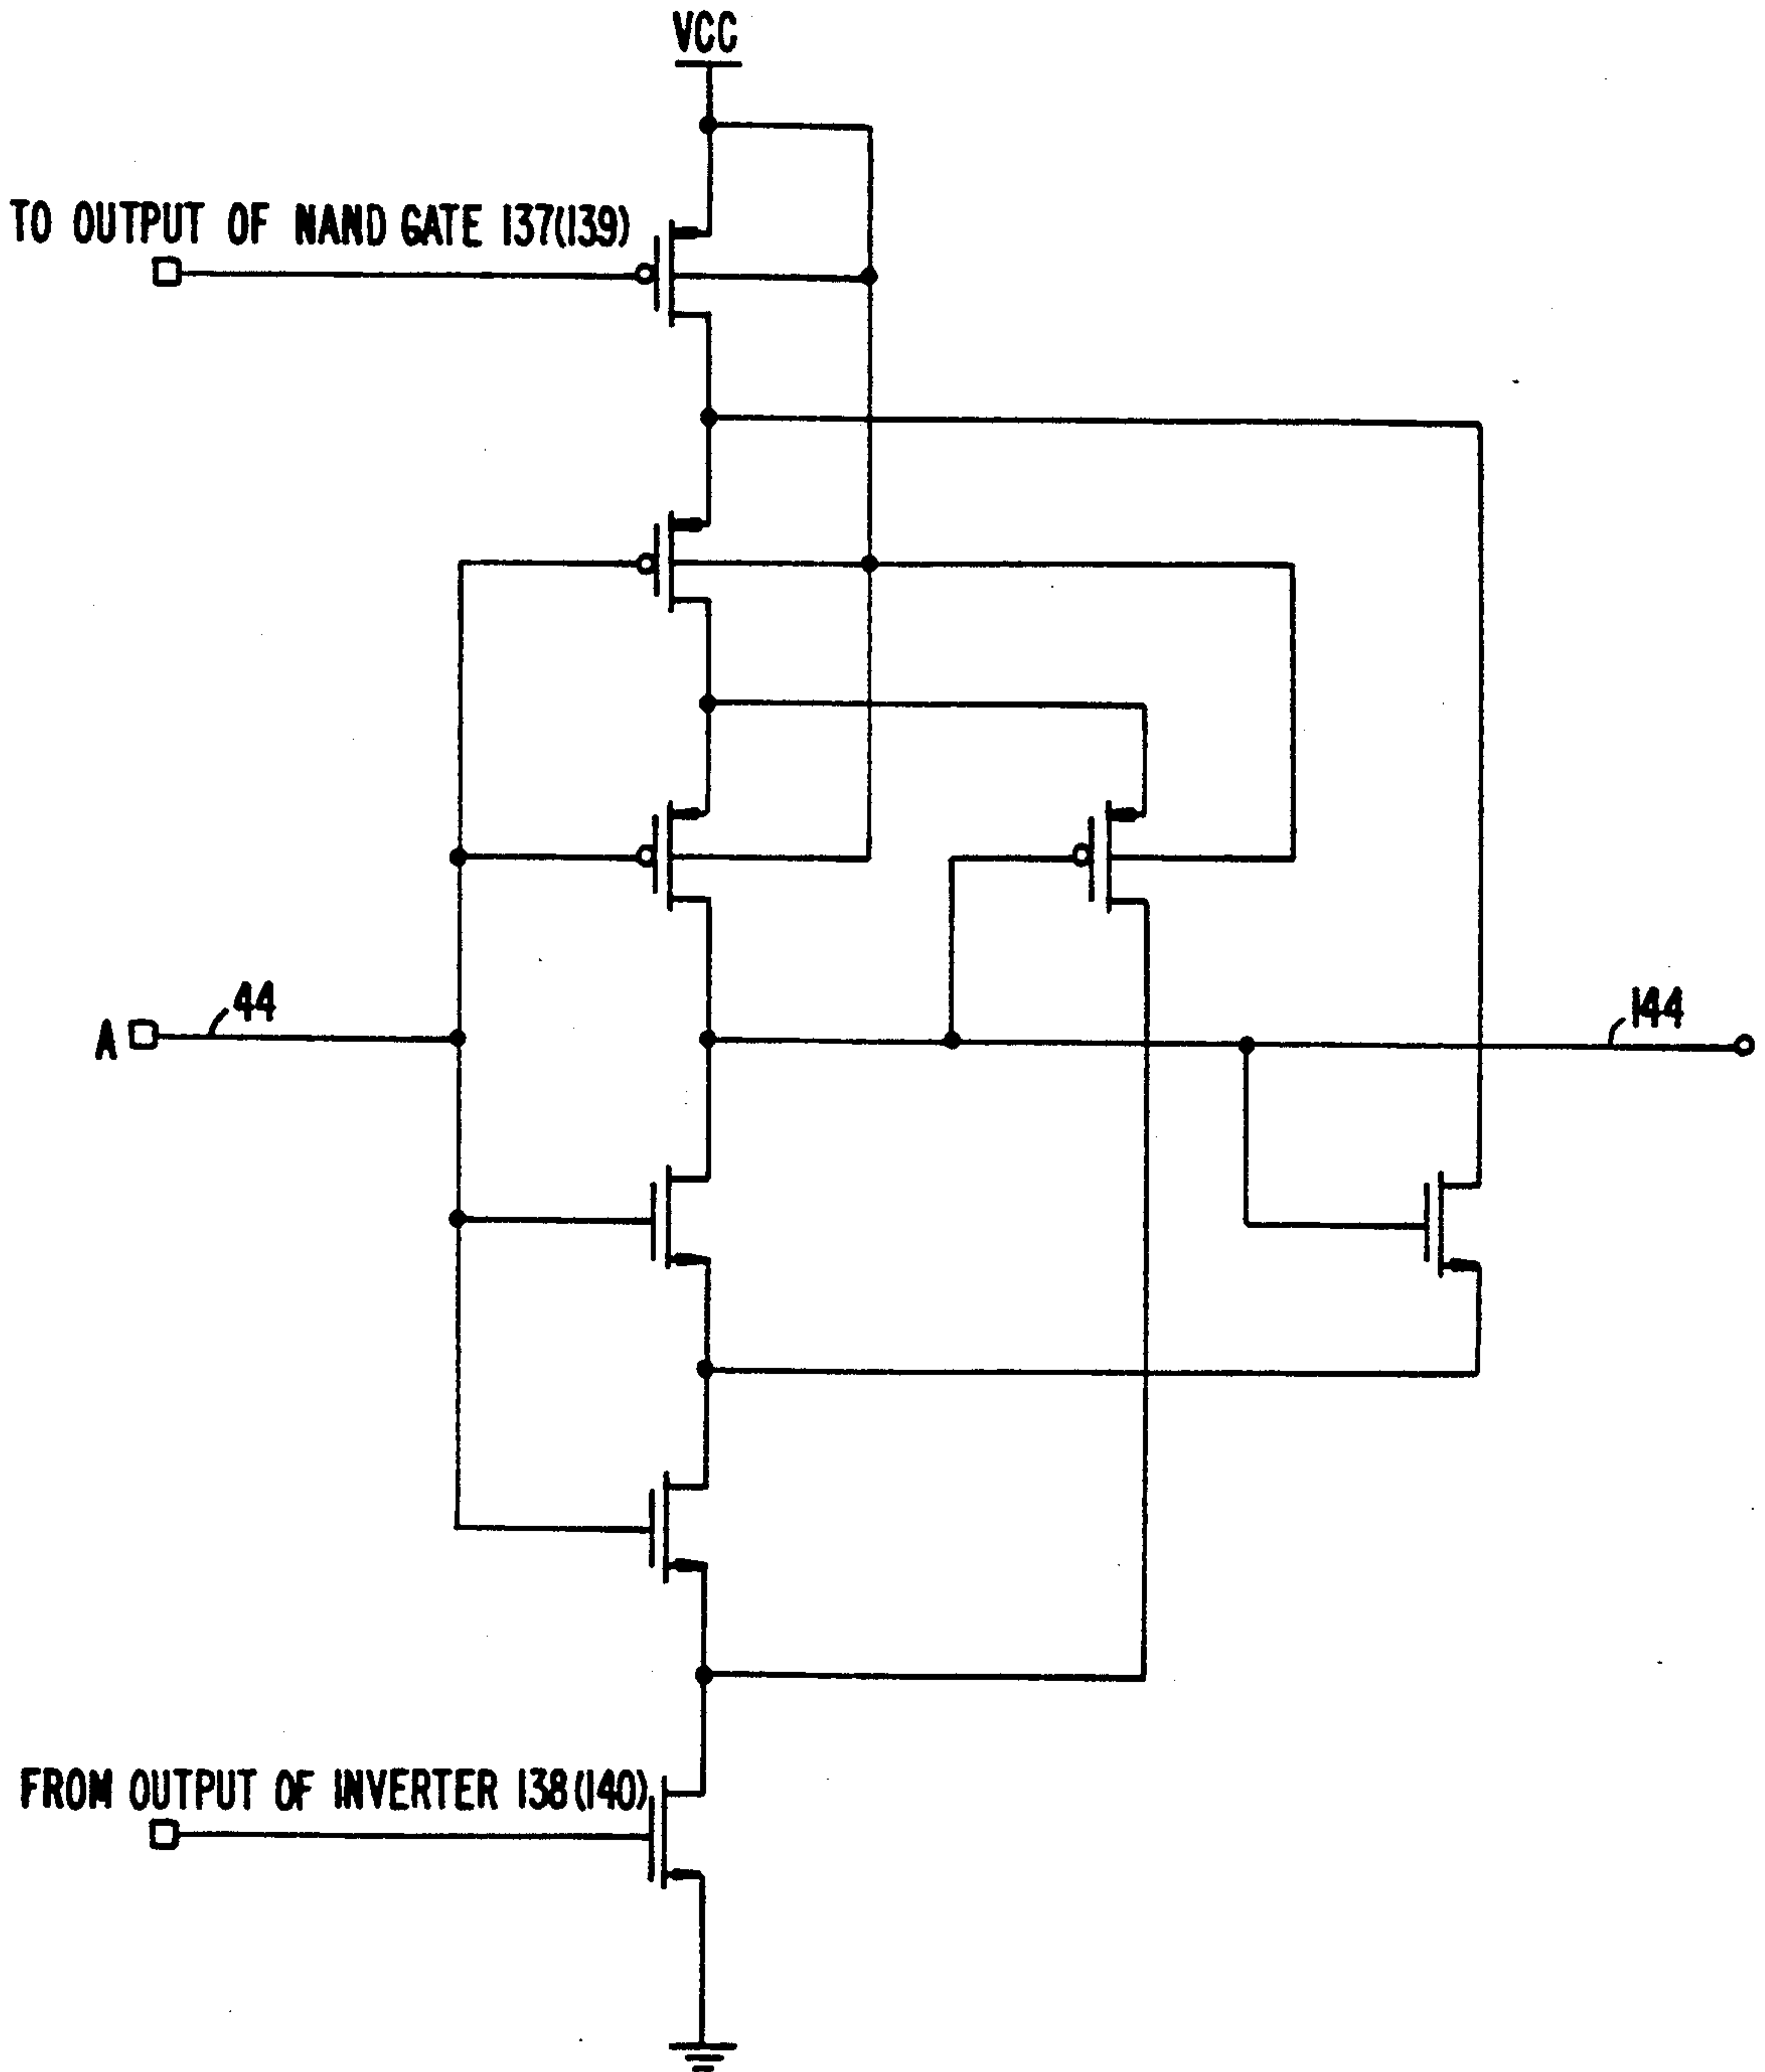 VCC
TO OUTPUT OF NAND GATE 137(139)
A
44
144
FROM OUTPUT OF INVERTER 138(140)